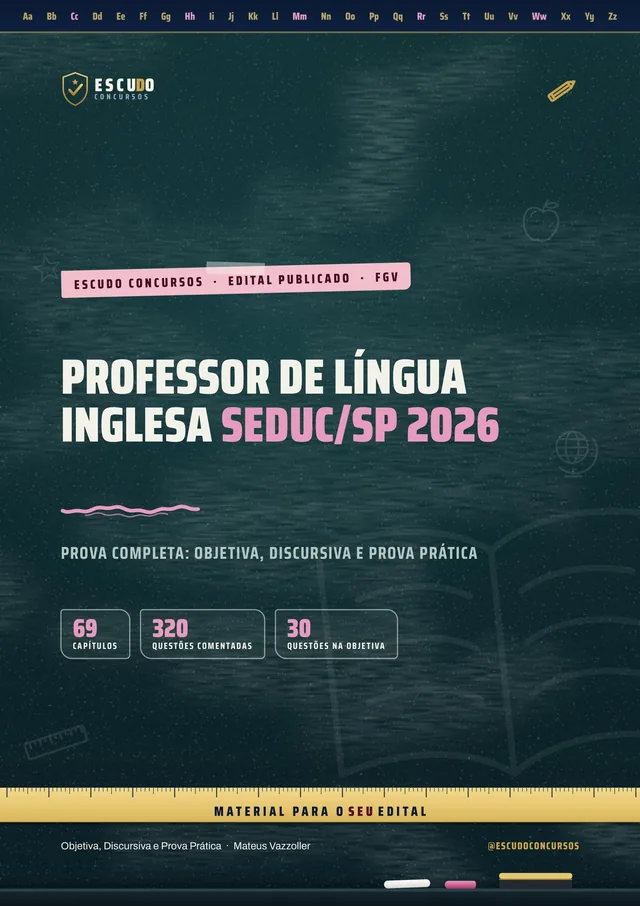 Aa Bb Cc Dd Ee Ff Gg Hh Ii Jj Kk Ll Mm Nn Oo Pp Qq Rr Ss Tt Uu Vv Ww Xx Yy Zz
ESCUDO
CONCURSOS
ESCUDO CONCURSOS · EDITAL PUBLICADO · FGV
PROFESSOR DE LÍNGUA
INGLESA SEDUC/SP 2026
PROVA COMPLETA: OBJETIVA, DISCURSIVA E PROVA PRÁTICA
69
CAPÍTULOS
320
QUESTÕES COMENTADAS
30
QUESTÕES NA OBJETIVA
MATERIAL PARA O SEU EDITAL
Objetiva, Discursiva e Prova Prática · Mateus Vazzoller
@ESCUDOCONCURSOS